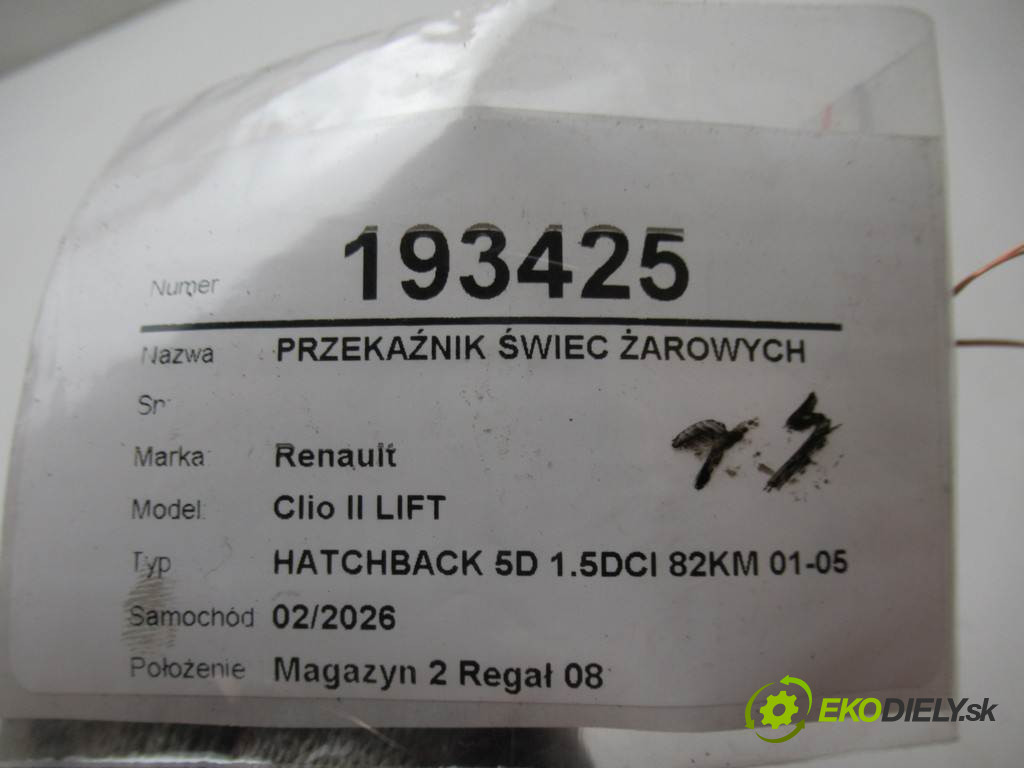 Numer 193425
Nazwa PRZEKAŹNIK ŚWIEC ŻAROWYCH
Sn:
Marka: Renault
Model: Clio II LIFT
Typ HATCHBACK 5D 1.5DCI 82KM 01-05
Samochód 02/2026
Położenie Magazyn 2 Regał 08
EKODIELY.sk